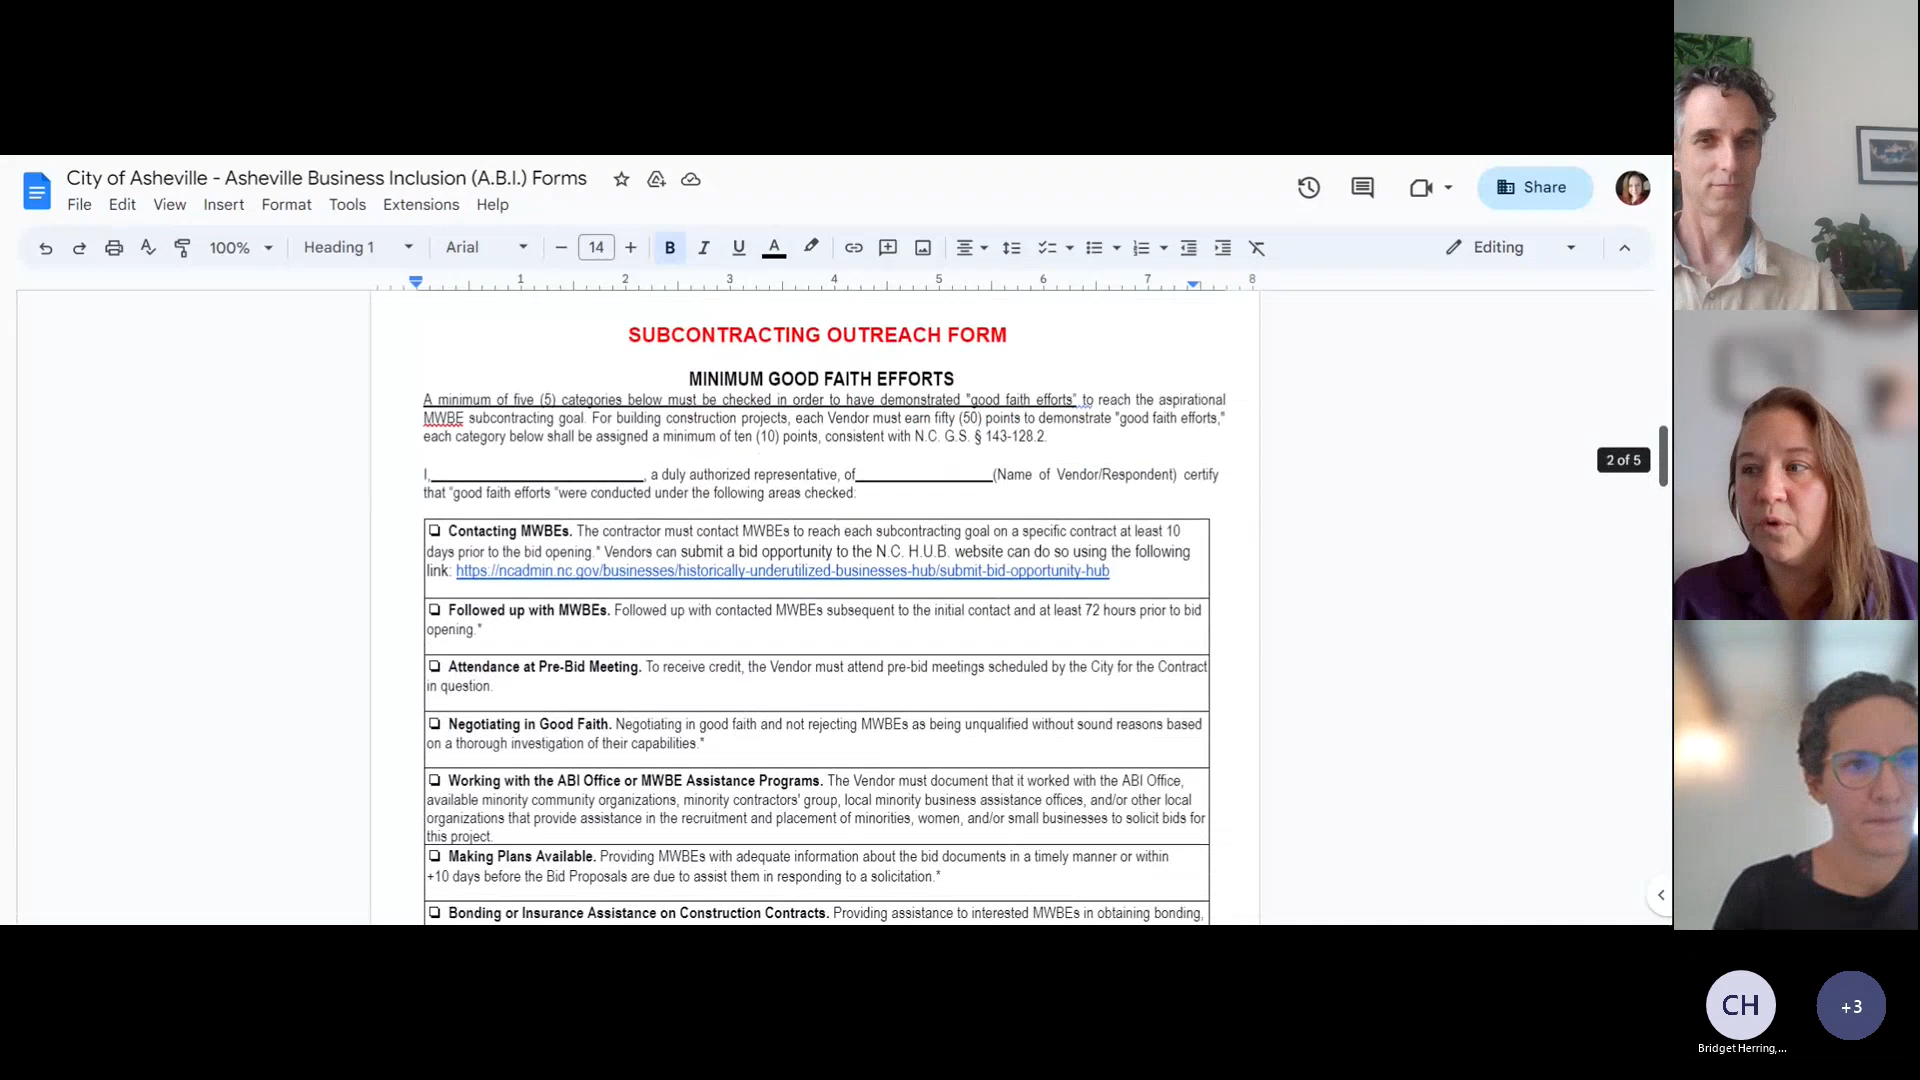 City of Asheville - Asheville Business Inclusion (A.B.I.) Forms
File Edit View Insert Format Tools Extensions Help
Share
100% Heading 1 Arial 14 B I U A Editing
1 2 3 4 5 6 7 8
SUBCONTRACTING OUTREACH FORM
MINIMUM GOOD FAITH EFFORTS
A minimum of five (5) categories below must be checked in order to have demonstrated "good faith efforts" to reach the aspirational
MWBE subcontracting goal. For building construction projects, each Vendor must earn fifty (50) points to demonstrate "good faith efforts,"
each category below shall be assigned a minimum of ten (10) points, consistent with N.C. G.S. § 143-128.2.
2 of 5
I,____________________, a duly authorized representative, of_____________(Name of Vendor/Respondent) certify
that "good faith efforts "were conducted under the following areas checked:
❏ Contacting MWBEs. The contractor must contact MWBEs to reach each subcontracting goal on a specific contract at least 10
days prior to the bid opening.* Vendors can submit a bid opportunity to the N.C. H.U.B. website can do so using the following
link: https://ncadmin.nc.gov/businesses/historically-underutilized-businesses-hub/submit-bid-opportunity-hub
❏ Followed up with MWBEs. Followed up with contacted MWBEs subsequent to the initial contact and at least 72 hours prior to bid
opening.*
❏ Attendance at Pre-Bid Meeting. To receive credit, the Vendor must attend pre-bid meetings scheduled by the City for the Contract
in question.
❏ Negotiating in Good Faith. Negotiating in good faith and not rejecting MWBEs as being unqualified without sound reasons based
on a thorough investigation of their capabilities.*
❏ Working with the ABI Office or MWBE Assistance Programs. The Vendor must document that it worked with the ABI Office,
available minority community organizations, minority contractors' group, local minority business assistance offices, and/or other local
organizations that provide assistance in the recruitment and placement of minorities, women, and/or small businesses to solicit bids for
this project.
❏ Making Plans Available. Providing MWBEs with adequate information about the bid documents in a timely manner or within
+10 days before the Bid Proposals are due to assist them in responding to a solicitation.*
❏ Bonding or Insurance Assistance on Construction Contracts. Providing assistance to interested MWBEs in obtaining bonding,
CH
+3
Bridget Herring,...